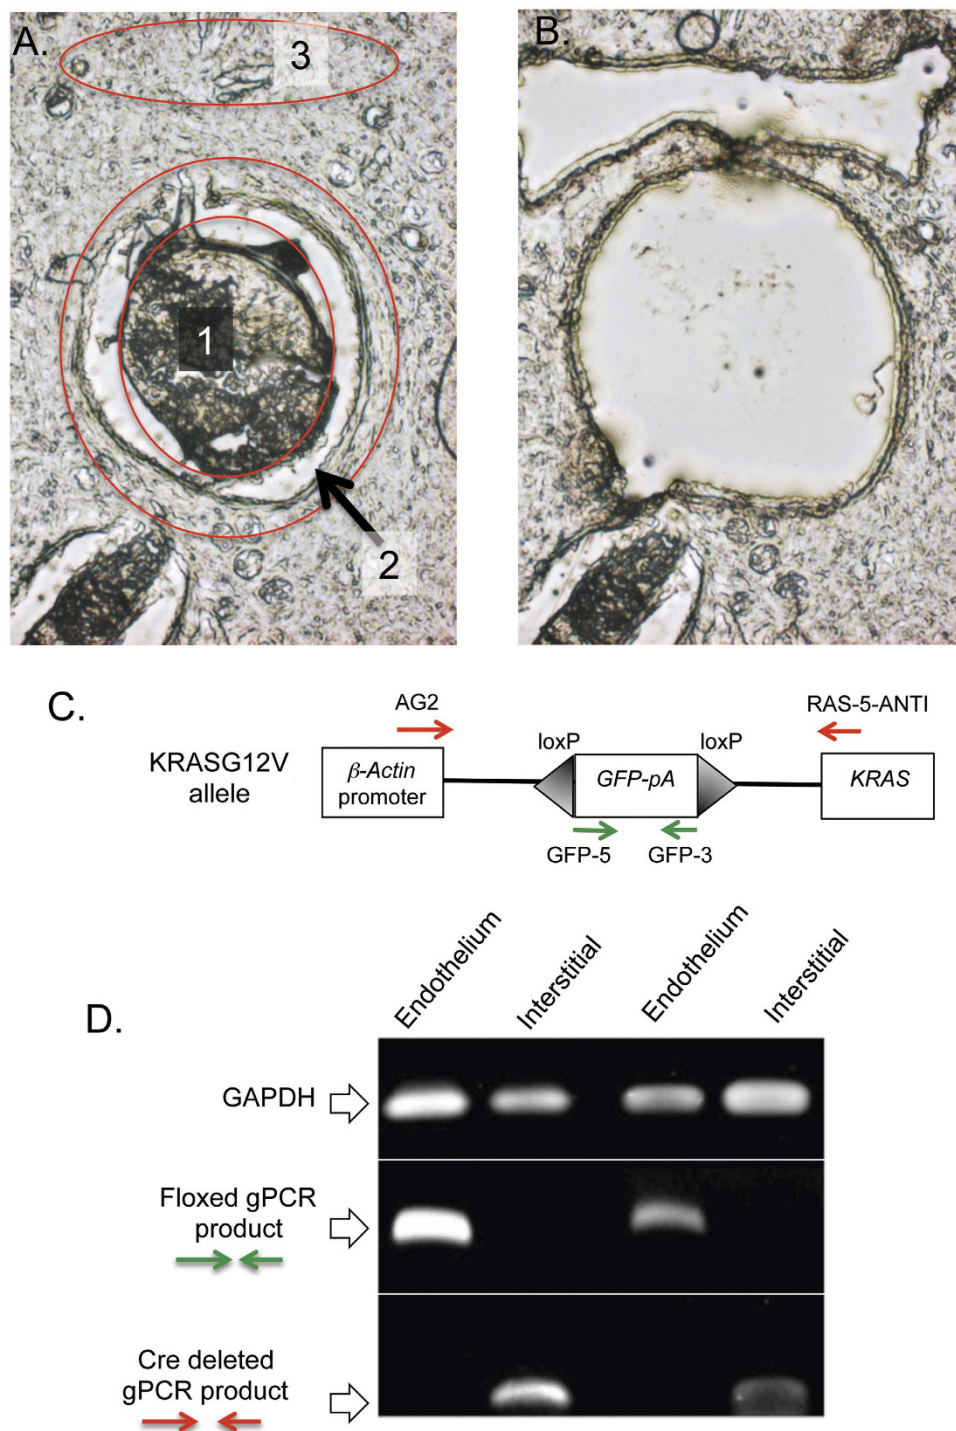 A.
3
1
2
B.
C.
AG2
RAS-5-ANTI
KRASG12V
allele
β-Actin
promoter
loxP
GFP-pA
loxP
KRAS
GFP-5
GFP-3
D.
Endothelium
Interstitial
Endothelium
Interstitial
GAPDH
Floxed gPCR
product
Cre deleted
gPCR product